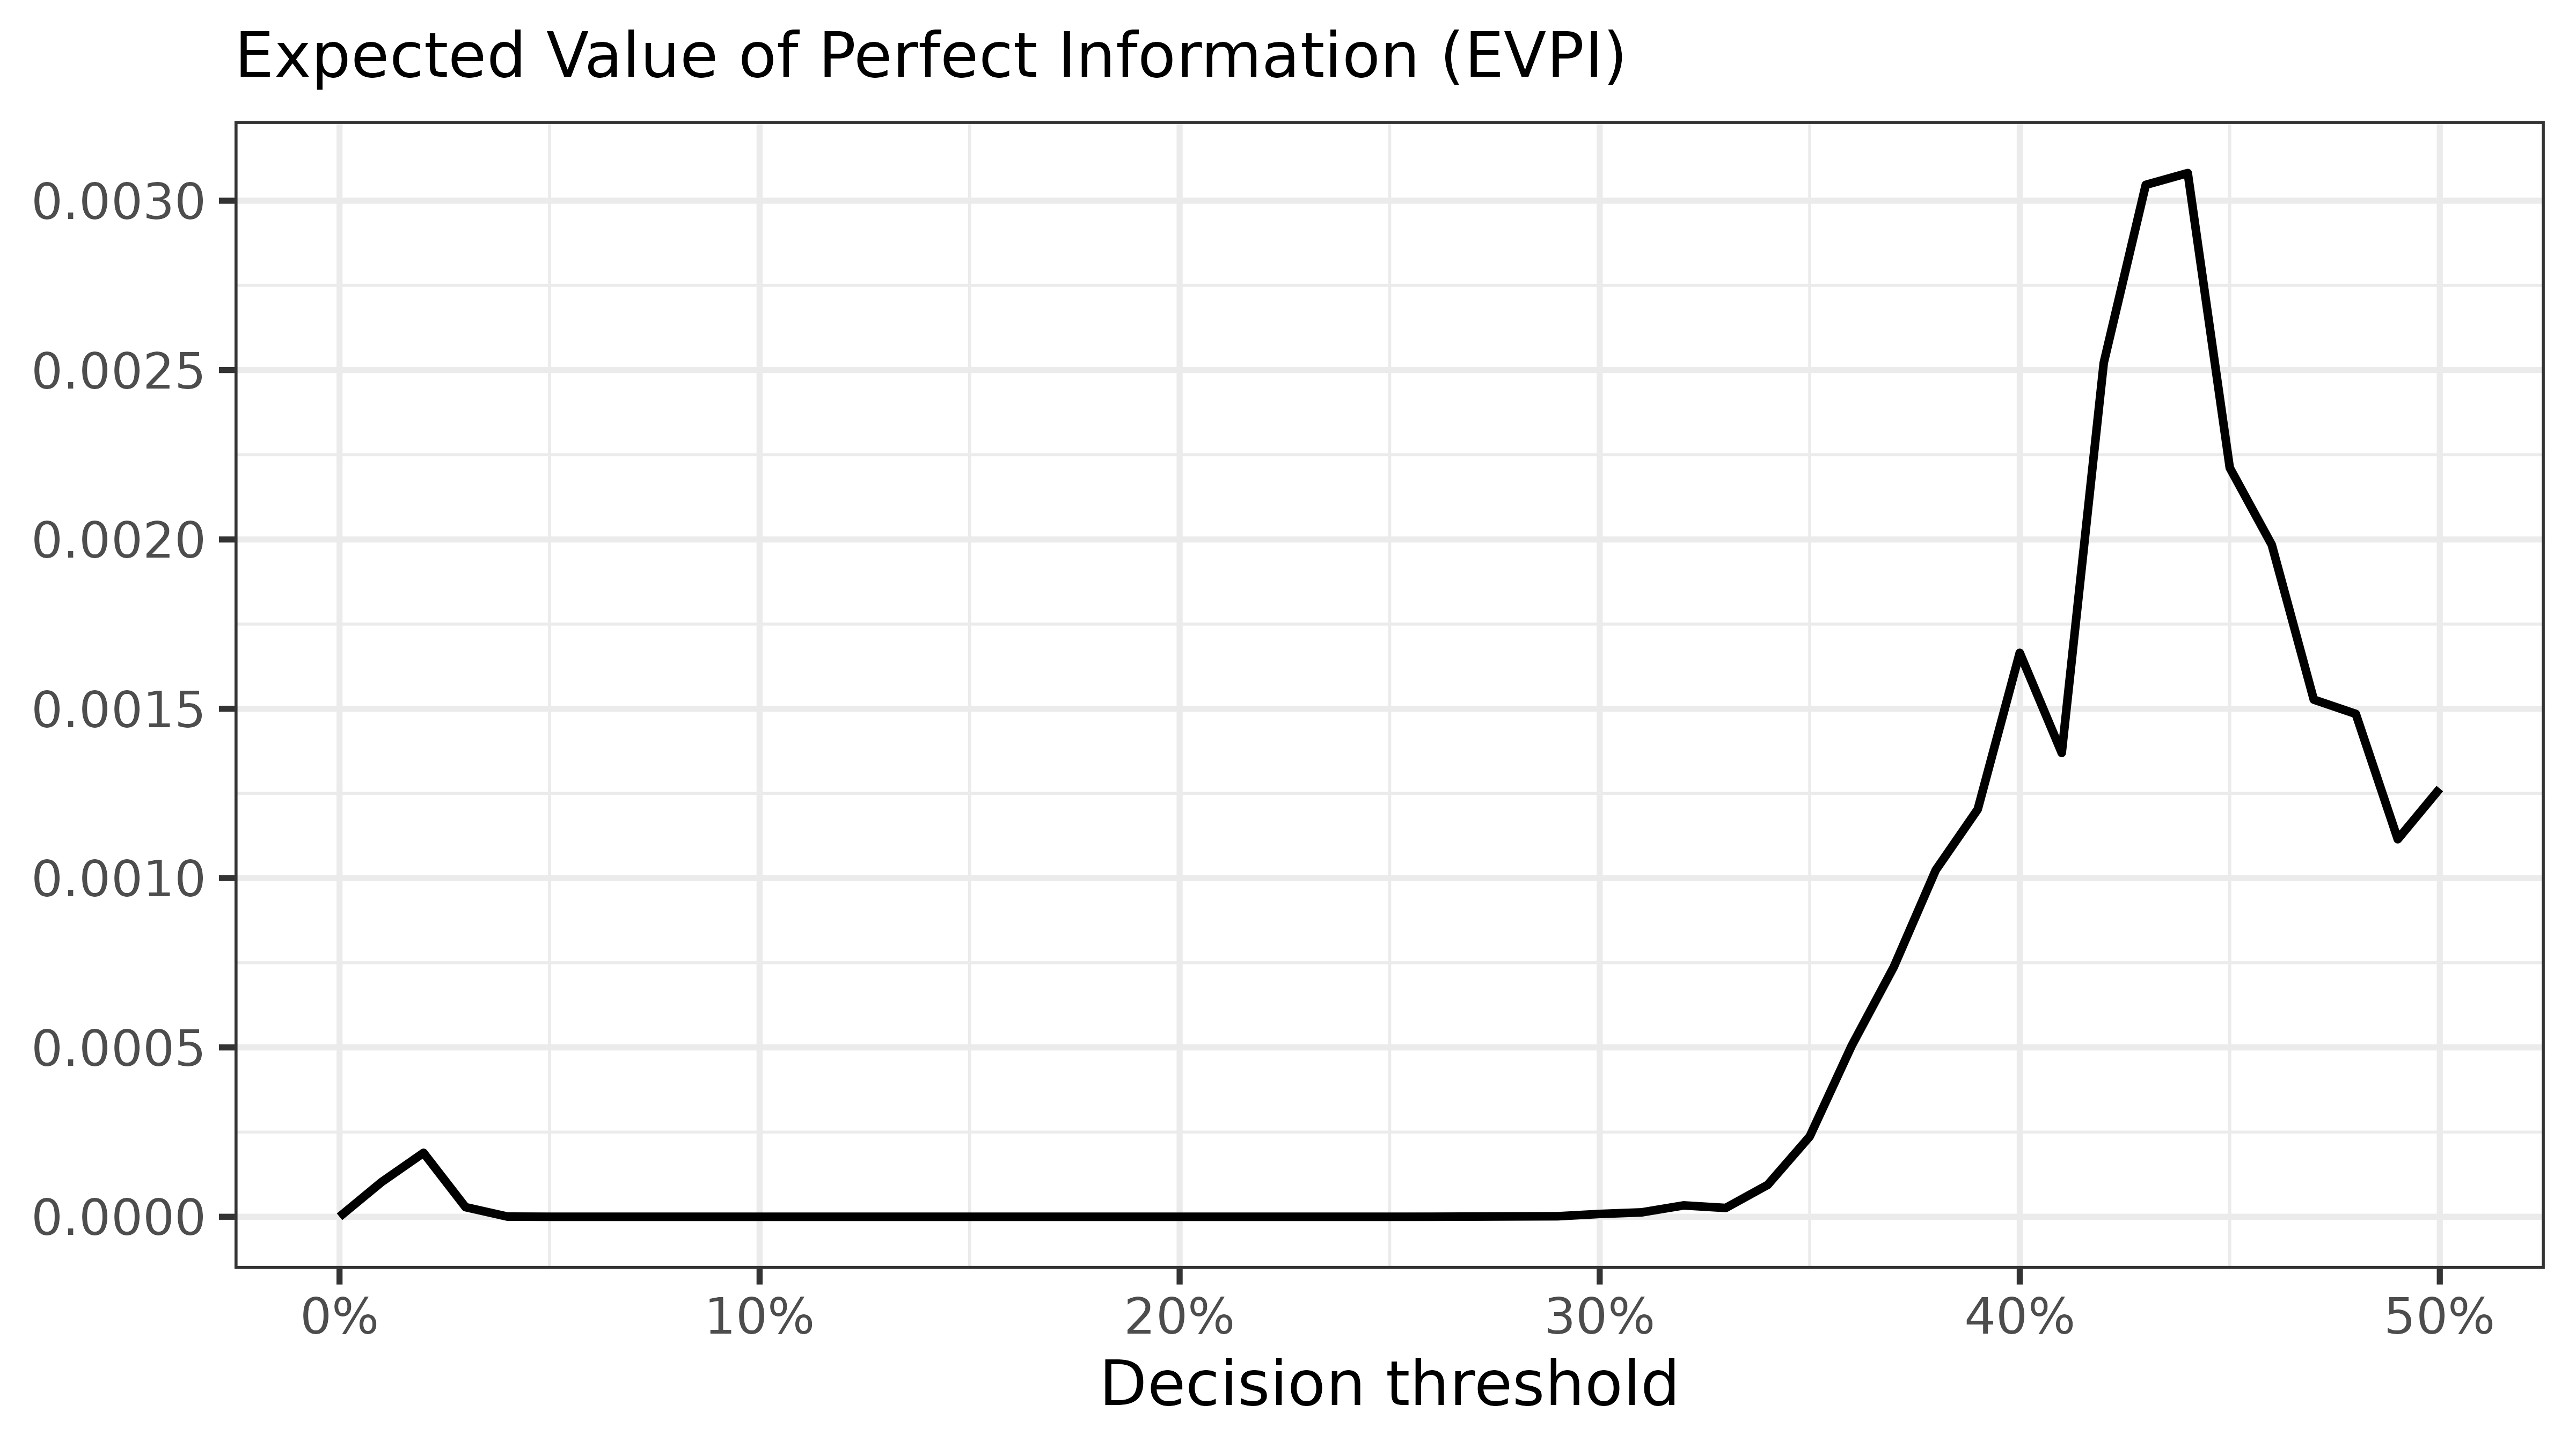 Expected Value of Perfect Information (EVPI)
0.0030
0.0025
0.0020
0.0015
0.0010
0.0005
0.0000
0% 10% 20% 30% 40% 50%
Decision threshold